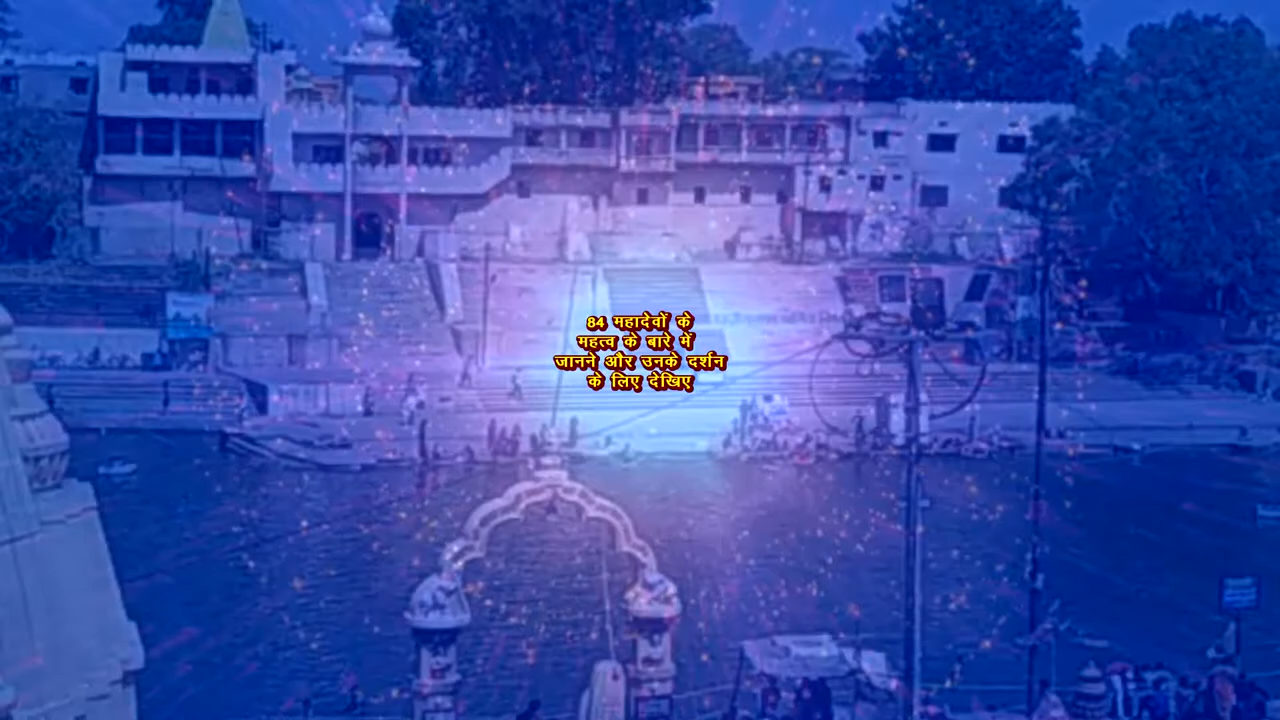 84 महादेवों के
महत्व के बारे में
जानने और उनके दर्शन
के लिए देखिए